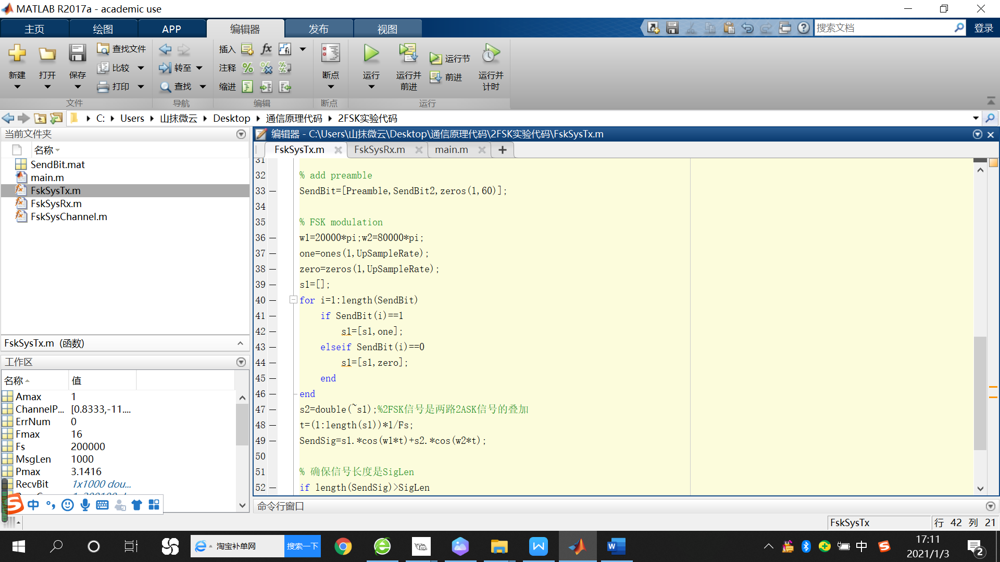 MATLAB R2017a - academic use
主页 绘图 APP 编辑器 发布 视图 搜索文档 登录
新建 打开 保存 查找文件 比较 打印 转至 查找 插入 注释 缩进 断点 运行 运行并前进 运行节 前进 运行并计时
文件 导航 编辑 断点 运行
C: Users 山抹微云 Desktop 通信原理代码 2FSK实验代码
当前文件夹
名称
SendBit.mat
main.m
FskSysTx.m
FskSysRx.m
FskSysChannel.m
FskSysTx.m (函数)
工作区
名称 值
Amax 1
ChannelP... [0.8333,-11....
ErrNum 0
Fmax 16
Fs 200000
MsgLen 1000
Pmax 3.1416
RecvBit 1x1000 dou...
中
编辑器 - C:\Users\山抹微云\Desktop\通信原理代码\2FSK实验代码\FskSysTx.m
FskSysTx.m FskSysRx.m main.m
31
32 % add preamble
33 SendBit=[Preamble,SendBit2,zeros(1,60)];
34
35 % FSK modulation
36 w1=20000*pi;w2=80000*pi;
37 one=ones(1,UpSampleRate);
38 zero=zeros(1,UpSampleRate);
39 s1=[];
40 for i=1:length(SendBit)
41 if SendBit(i)==1
42 s1=[s1,one];
43 elseif SendBit(i)==0
44 s1=[s1,zero];
45 end
46 end
47 s2=double(~s1);%2FSK信号是两路2ASK信号的叠加
48 t=(1:length(s1))*1/Fs;
49 SendSig=s1.*cos(w1*t)+s2.*cos(w2*t);
50
51 % 确保信号长度是SigLen
52 if length(SendSig)>SigLen
命令行窗口
FskSysTx 行 42 列 21
淘宝补单网 搜索一下
中
17:11
2021/1/3
2